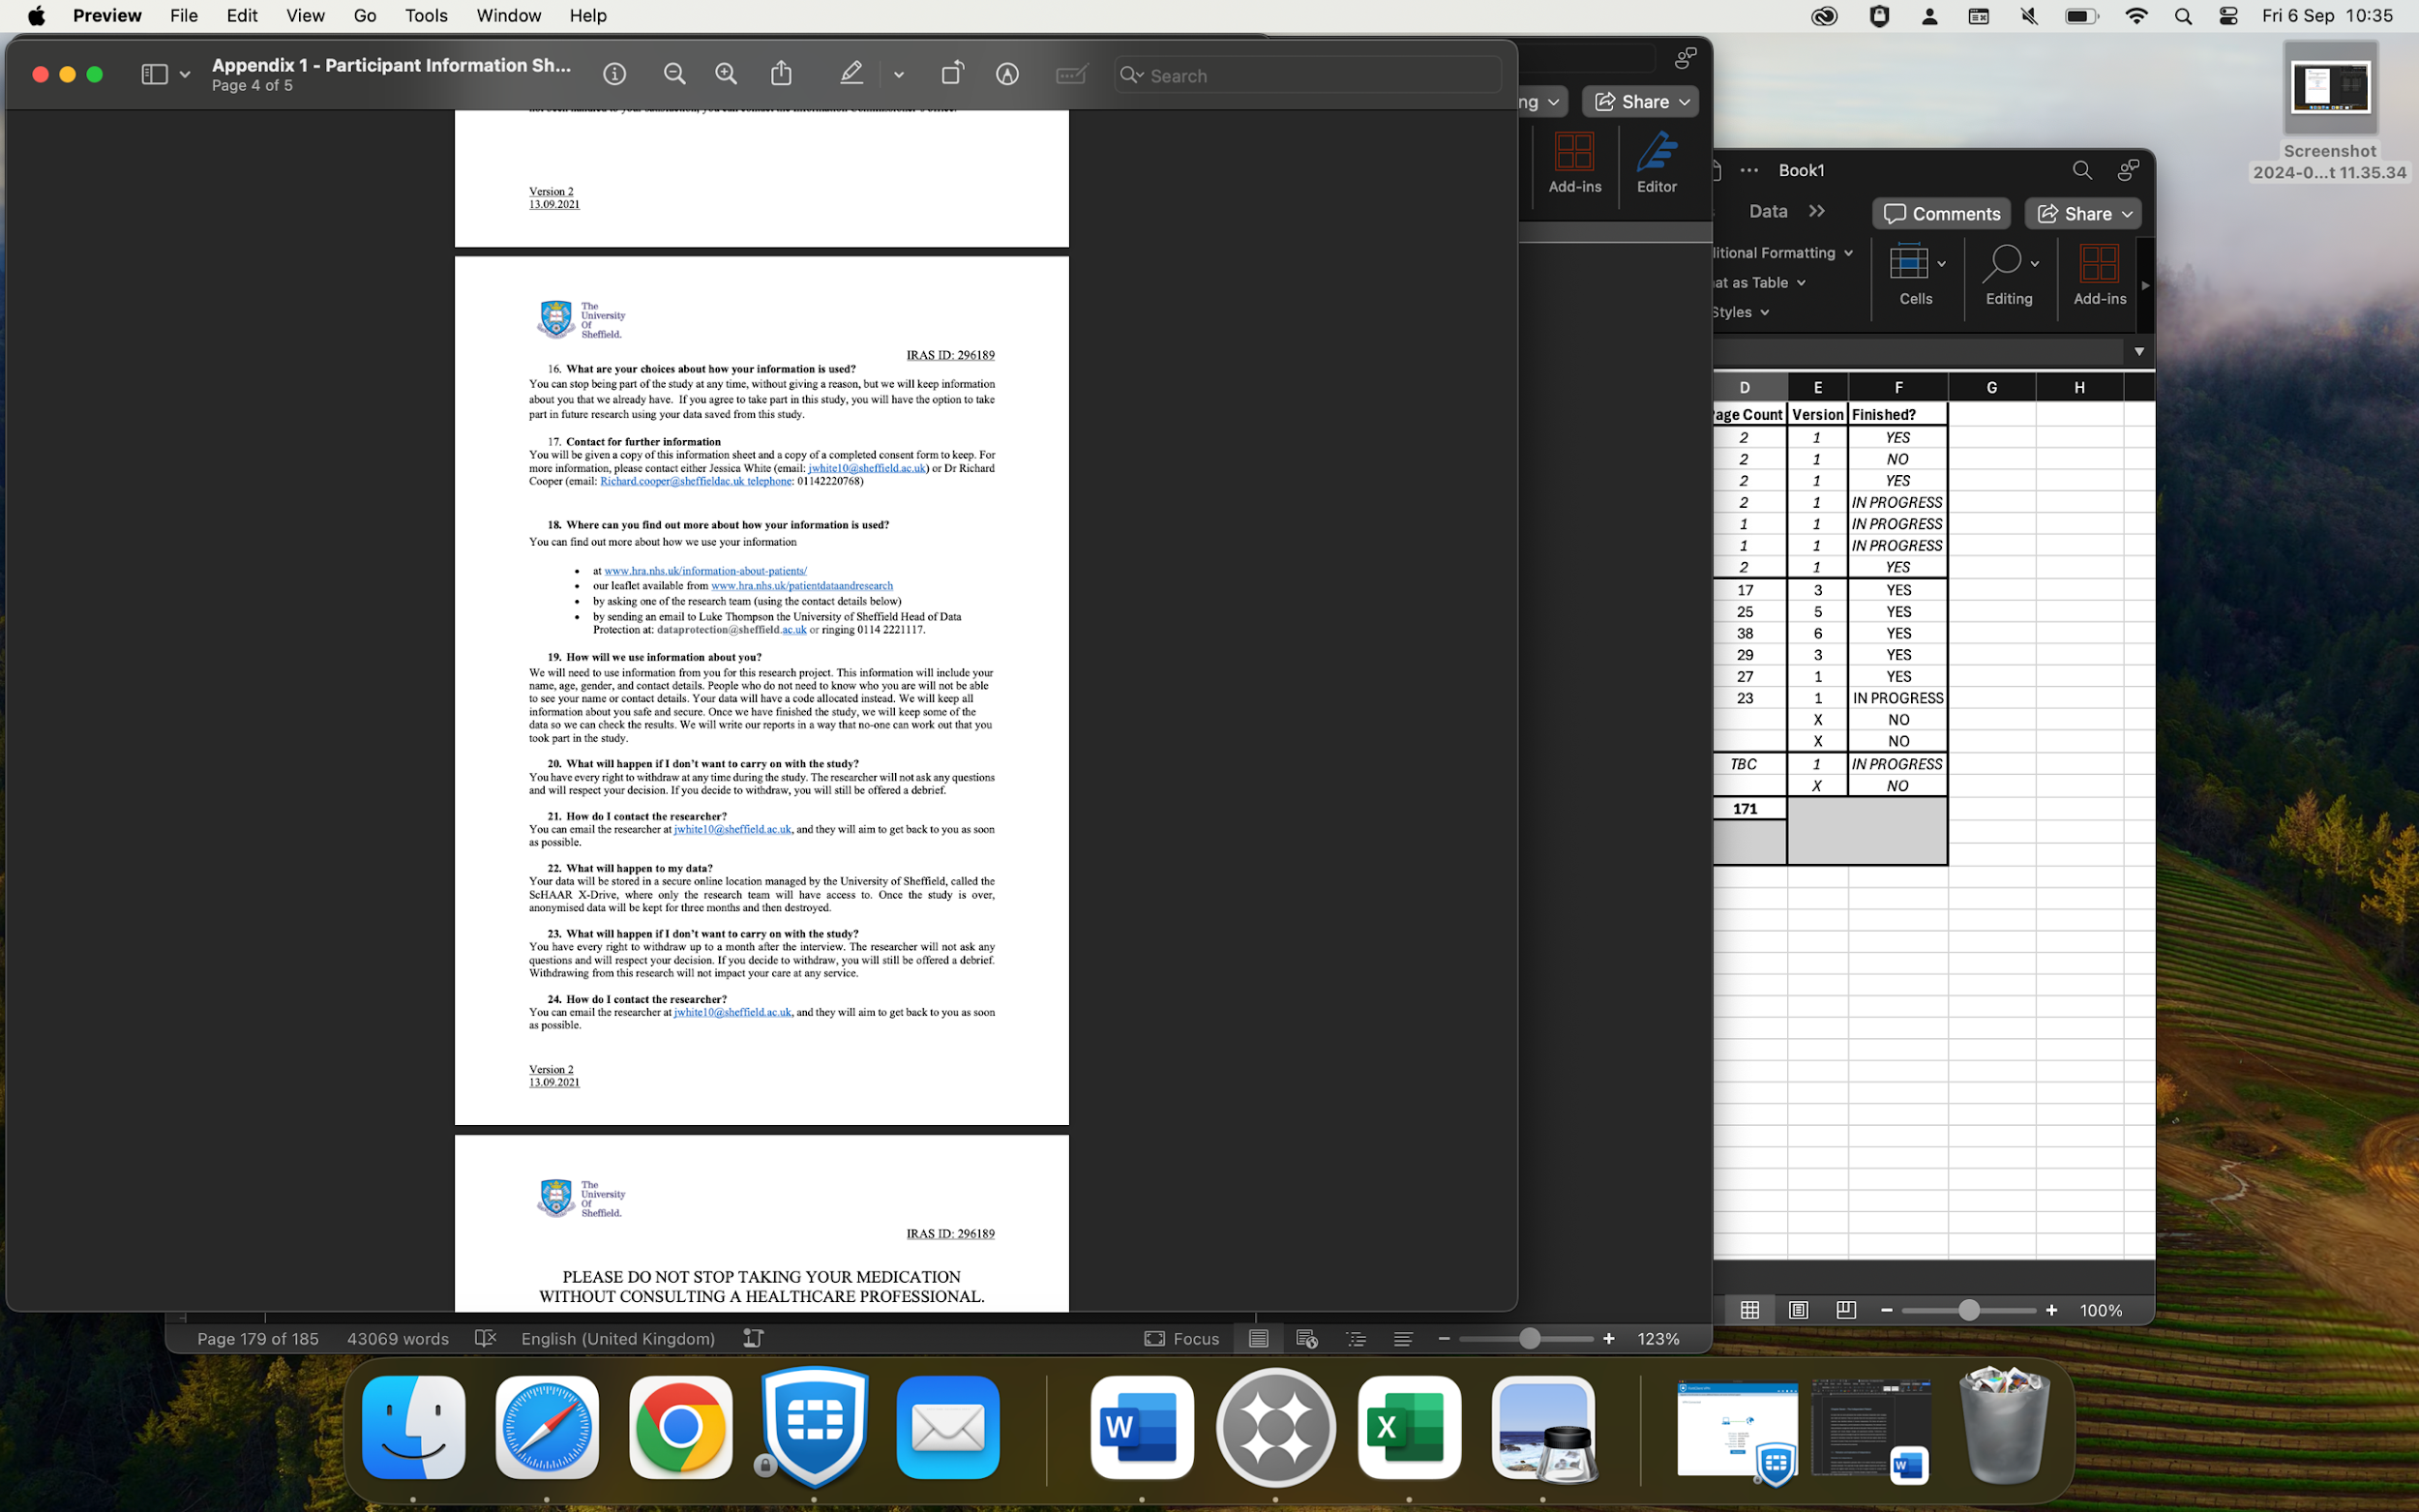 Preview File Edit View Go Tools Window Help
Fri 6 Sep 10:35
Appendix 1 - Participant Information Sh...
Page 4 of 5
Search
Version 2
13.09.2021
The
University
Of
Sheffield.
IRAS ID: 296189
16. What are your choices about how your information is used?
You can stop being part of the study at any time, without giving a reason, but we will keep information
about you that we already have. If you agree to take part in this study, you will have the option to take
part in future research using your data saved from this study.
17. Contact for further information
You will be given a copy of this information sheet and a copy of a completed consent form to keep. For
more information, please contact either Jessica White (email: jwhite10@sheffield.ac.uk) or Dr Richard
Cooper (email: Richard.cooper@sheffieldac.uk telephone: 01142220768)
18. Where can you find out more about how your information is used?
You can find out more about how we use your information
• at www.hra.nhs.uk/information-about-patients/
• our leaflet available from www.hra.nhs.uk/patientdataandresearch
• by asking one of the research team (using the contact details below)
• by sending an email to Luke Thompson the University of Sheffield Head of Data
Protection at: dataprotection@sheffield.ac.uk or ringing 0114 2221117.
19. How will we use information about you?
We will need to use information from you for this research project. This information will include your
name, age, gender, and contact details. People who do not need to know who you are will not be able
to see your name or contact details. Your data will have a code allocated instead. We will keep all
information about you safe and secure. Once we have finished the study, we will keep some of the
data so we can check the results. We will write our reports in a way that no-one can work out that you
took part in the study.
20. What will happen if I don't want to carry on with the study?
You have every right to withdraw at any time during the study. The researcher will not ask any questions
and will respect your decision. If you decide to withdraw, you will still be offered a debrief.
21. How do I contact the researcher?
You can email the researcher at jwhite10@sheffield.ac.uk, and they will aim to get back to you as soon
as possible.
22. What will happen to my data?
Your data will be stored in a secure online location managed by the University of Sheffield, called the
ScHAAR X-Drive, where only the research team will have access to. Once the study is over,
anonymised data will be kept for three months and then destroyed.
23. What will happen if I don't want to carry on with the study?
You have every right to withdraw up to a month after the interview. The researcher will not ask any
questions and will respect your decision. If you decide to withdraw, you will still be offered a debrief.
Withdrawing from this research will not impact your care at any service.
24. How do I contact the researcher?
You can email the researcher at jwhite10@sheffield.ac.uk, and they will aim to get back to you as soon
as possible.
Version 2
13.09.2021
The
University
Of
Sheffield.
IRAS ID: 296189
PLEASE DO NOT STOP TAKING YOUR MEDICATION
WITHOUT CONSULTING A HEALTHCARE PROFESSIONAL.
ng Share
Add-ins Editor
Page 179 of 185 43069 words English (United Kingdom) Focus 123%
Book1
Data Comments Share
litional Formatting
at as Table
Styles
Cells Editing Add-ins
D E F G H
age Count Version Finished?
2 1 YES
2 1 NO
2 1 YES
2 1 IN PROGRESS
1 1 IN PROGRESS
1 1 IN PROGRESS
2 1 YES
17 3 YES
25 5 YES
38 6 YES
29 3 YES
27 1 YES
23 1 IN PROGRESS
X NO
X NO
TBC 1 IN PROGRESS
X NO
171
100%
Screenshot
2024-0...t 11.35.34
W
X
W